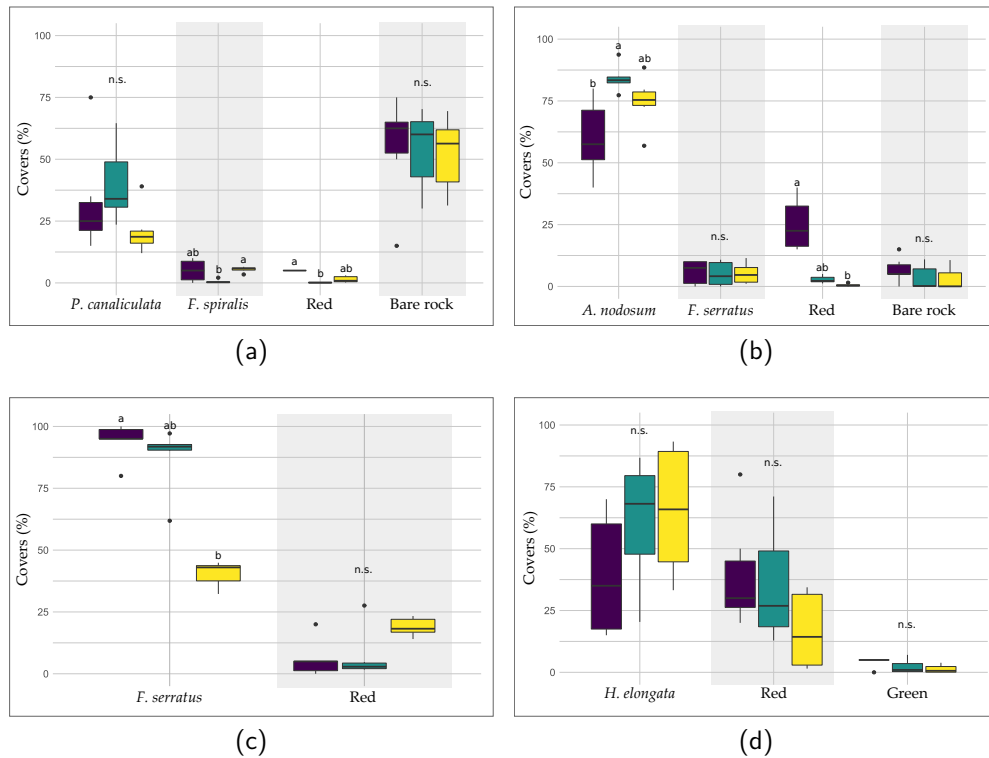 100
75
50
25
0
Covers (%)
n.s.
ab
b
a
b
ab
n.s.
P. canaliculata
F. spiralis
Red
Bare rock
(a)
100
75
50
25
0
Covers (%)
b
a
ab
n.s.
a
ab
b
n.s.
A. nodosum
F. serratus
Red
Bare rock
(b)
100
75
50
25
0
Covers (%)
a
ab
b
n.s.
F. serratus
Red
(c)
100
75
50
25
0
Covers (%)
n.s.
n.s.
n.s.
H. elongata
Red
Green
(d)